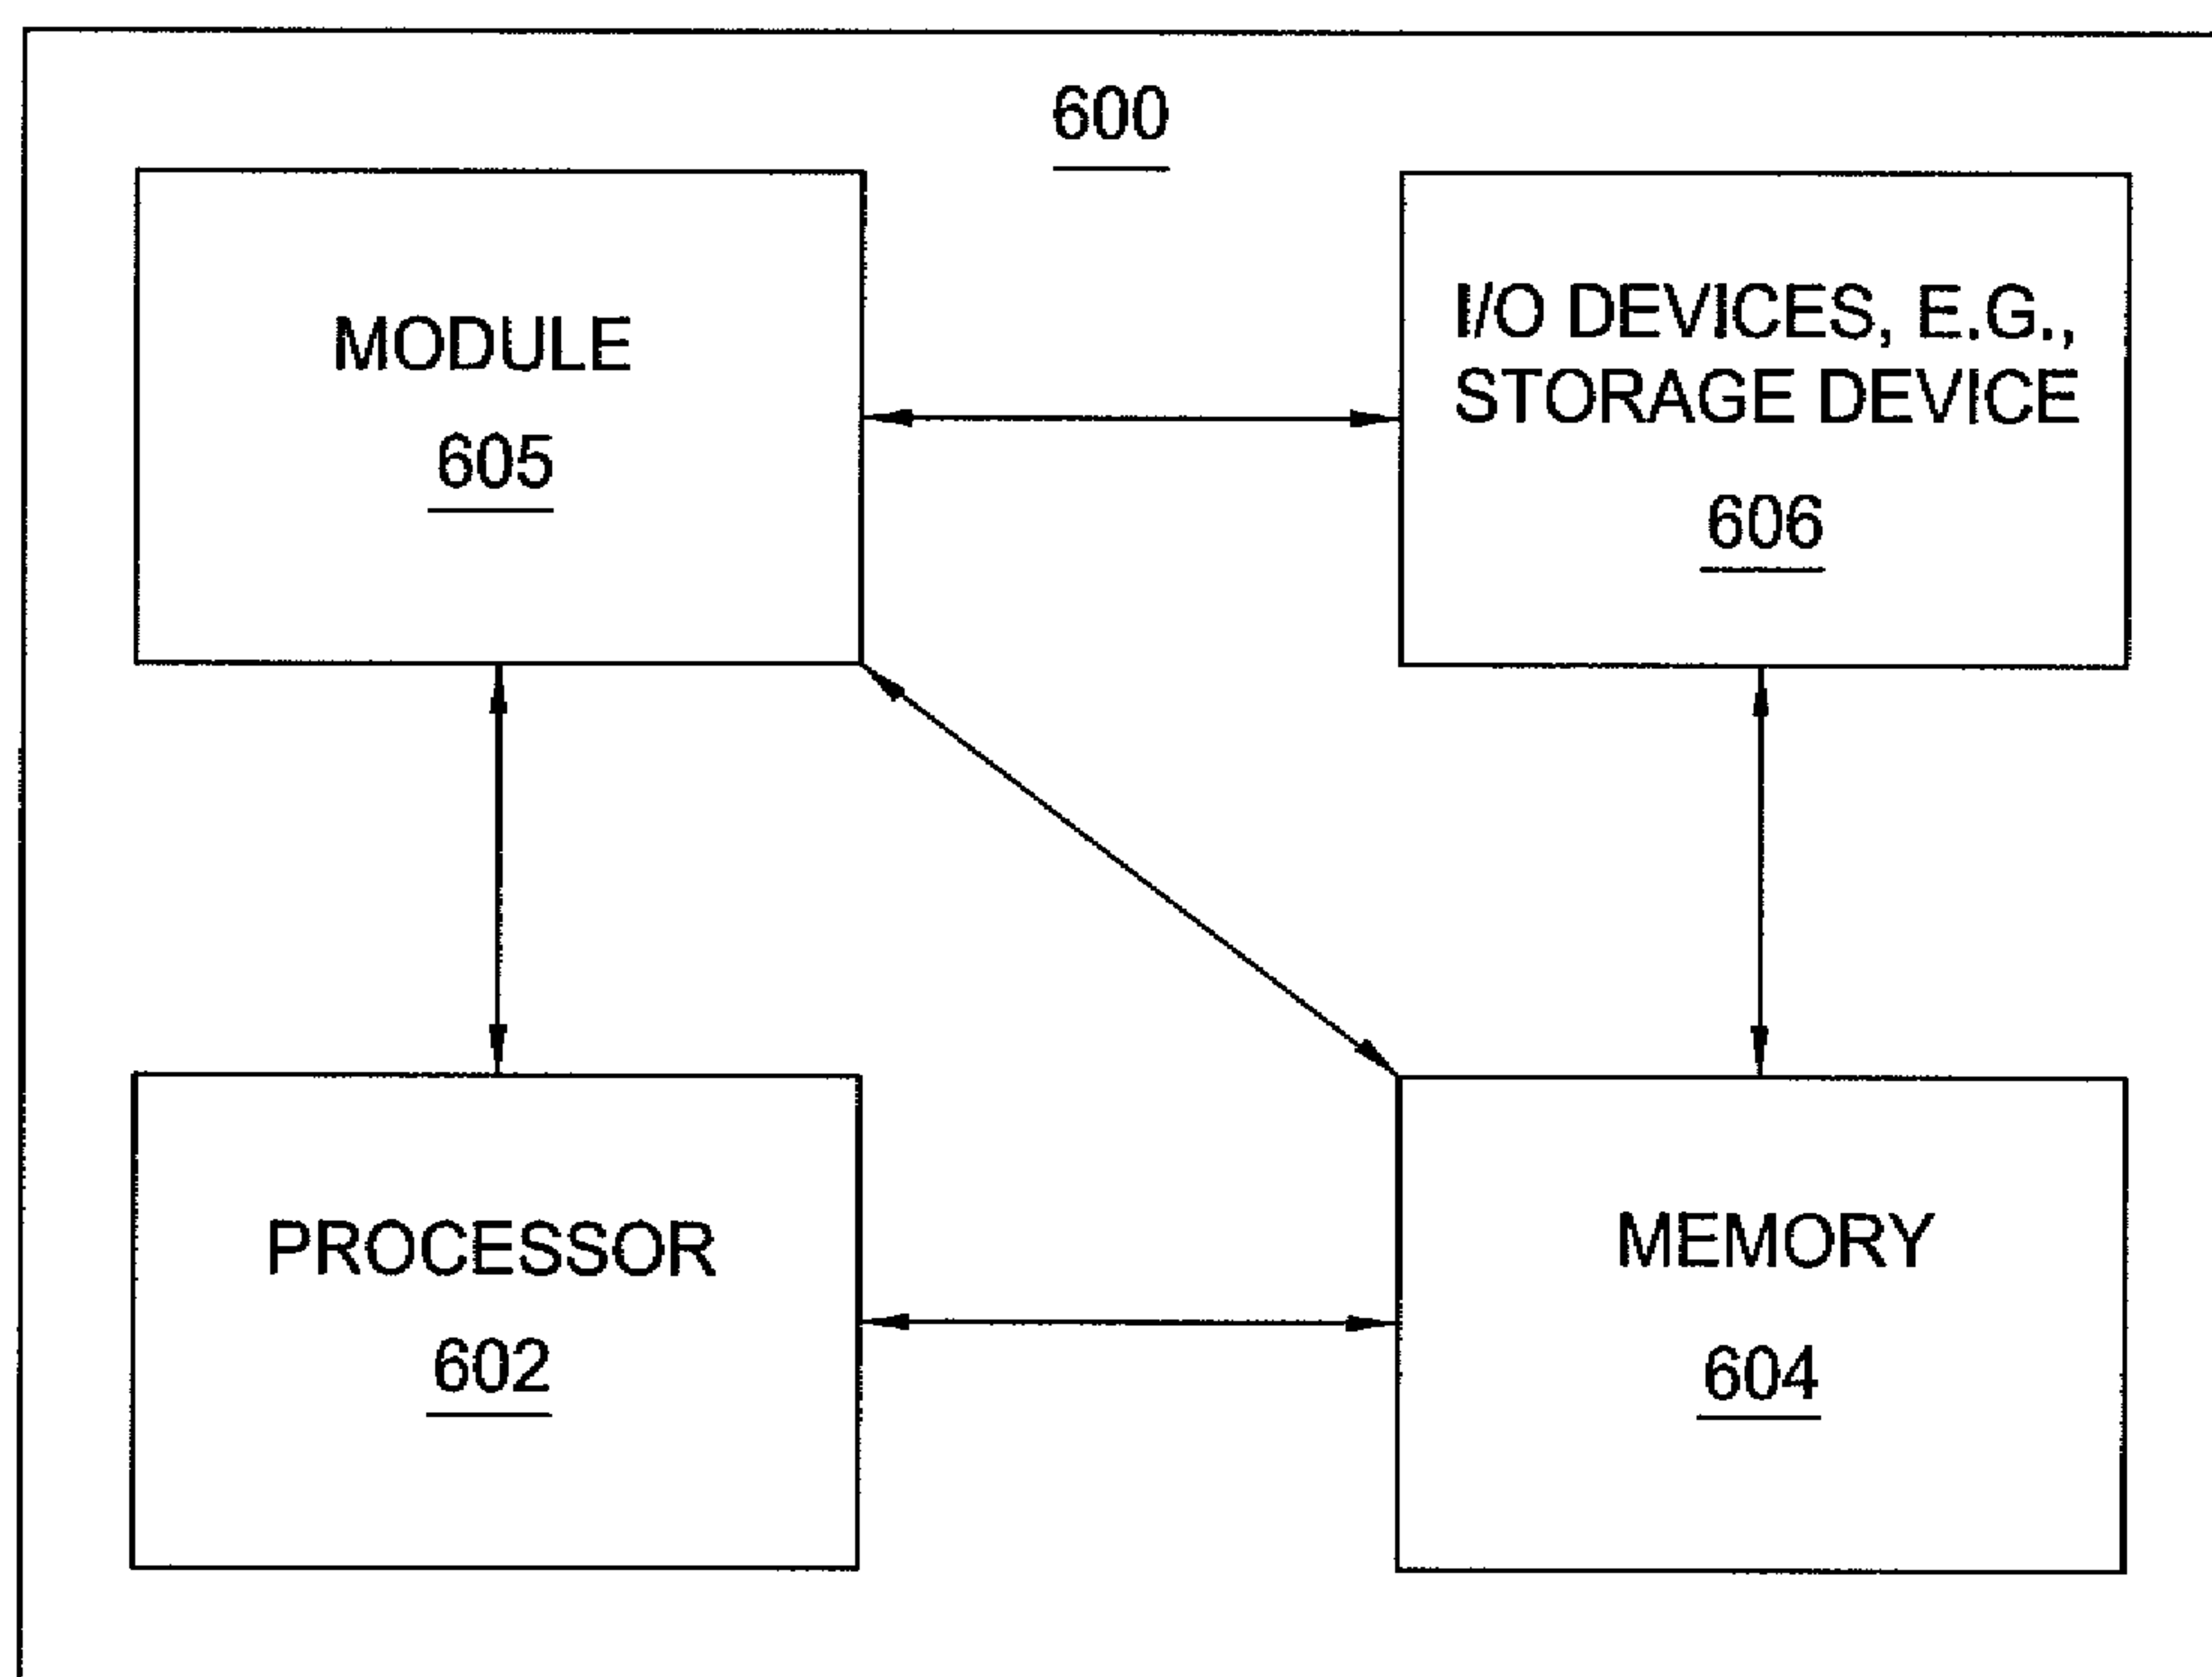 600
MODULE
605
I/O DEVICES, E.G.,
STORAGE DEVICE
606
PROCESSOR
602
MEMORY
604